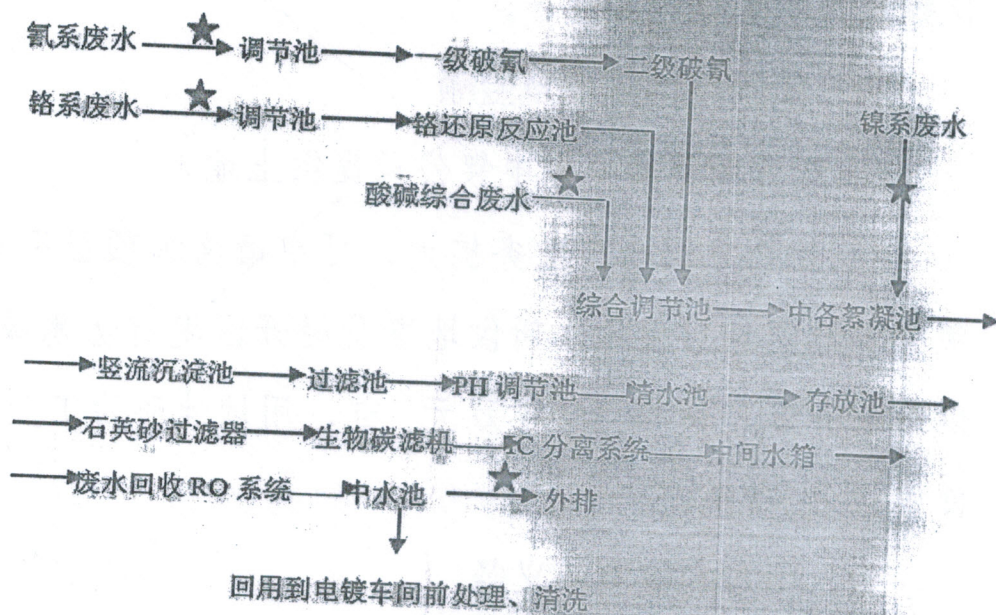 氰系废水 调节池 一级破氰 二级破氰
铬系废水 调节池 铬还原反应池 镍系废水
酸碱综合废水
综合调节池 中各絮凝池
竖流沉淀池 过滤池 PH 调节池 清水池 存放池
石英砂过滤器 生物碳滤机 IC 分离系统 中间水箱
废水回收 RO 系统 中水池 外排
回用到电镀车间前处理、清洗